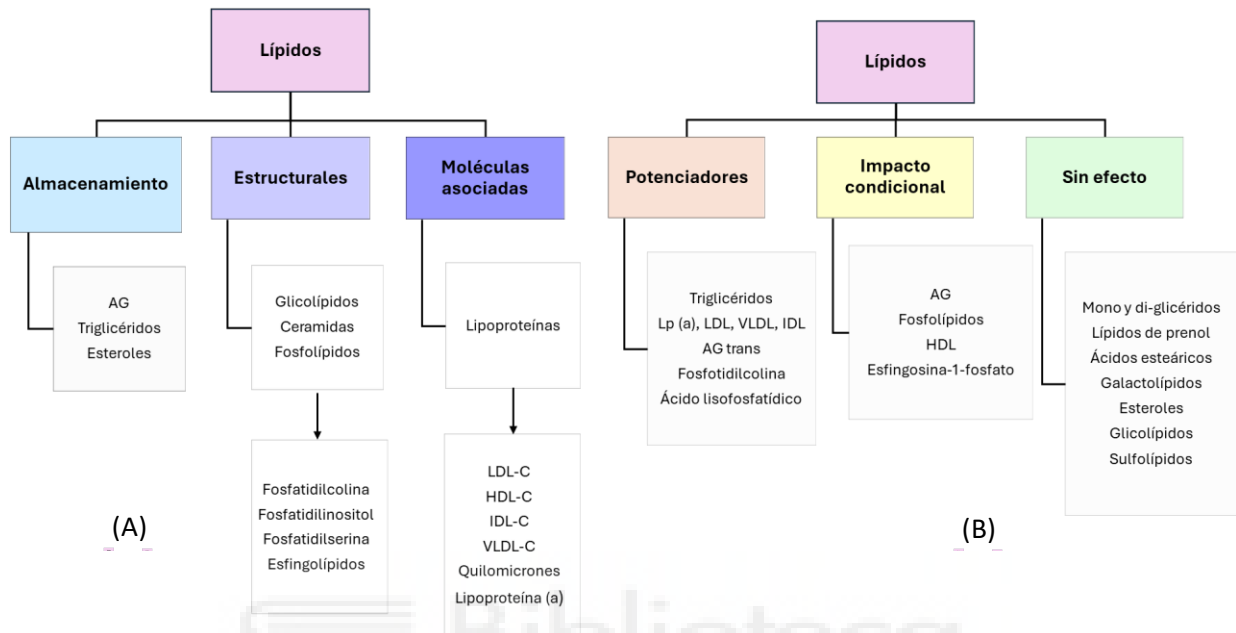 Lípidos
Almacenamiento
Estructurales
Moléculas
asociadas
AG
Triglicéridos
Esteroles
Glicolípidos
Ceramidas
Fosfolípidos
Lipoproteínas
Fosfatidilcolina
Fosfatidilinositol
Fosfatidilserina
Esfingolípidos
LDL-C
HDL-C
IDL-C
VLDL-C
Quilomicrones
Lipoproteína (a)
(A)
Lípidos
Potenciadores
Impacto
condicional
Sin efecto
Triglicéridos
Lp (a), LDL, VLDL, IDL
AG trans
Fosfotidilcolina
Ácido lisofosfatídico
AG
Fosfolípidos
HDL
Esfingosina-1-fosfato
Mono y di-glicéridos
Lípidos de prenol
Ácidos esteáricos
Galactolípidos
Esteroles
Glicolípidos
Sulfolípidos
(B)
Biblioteca